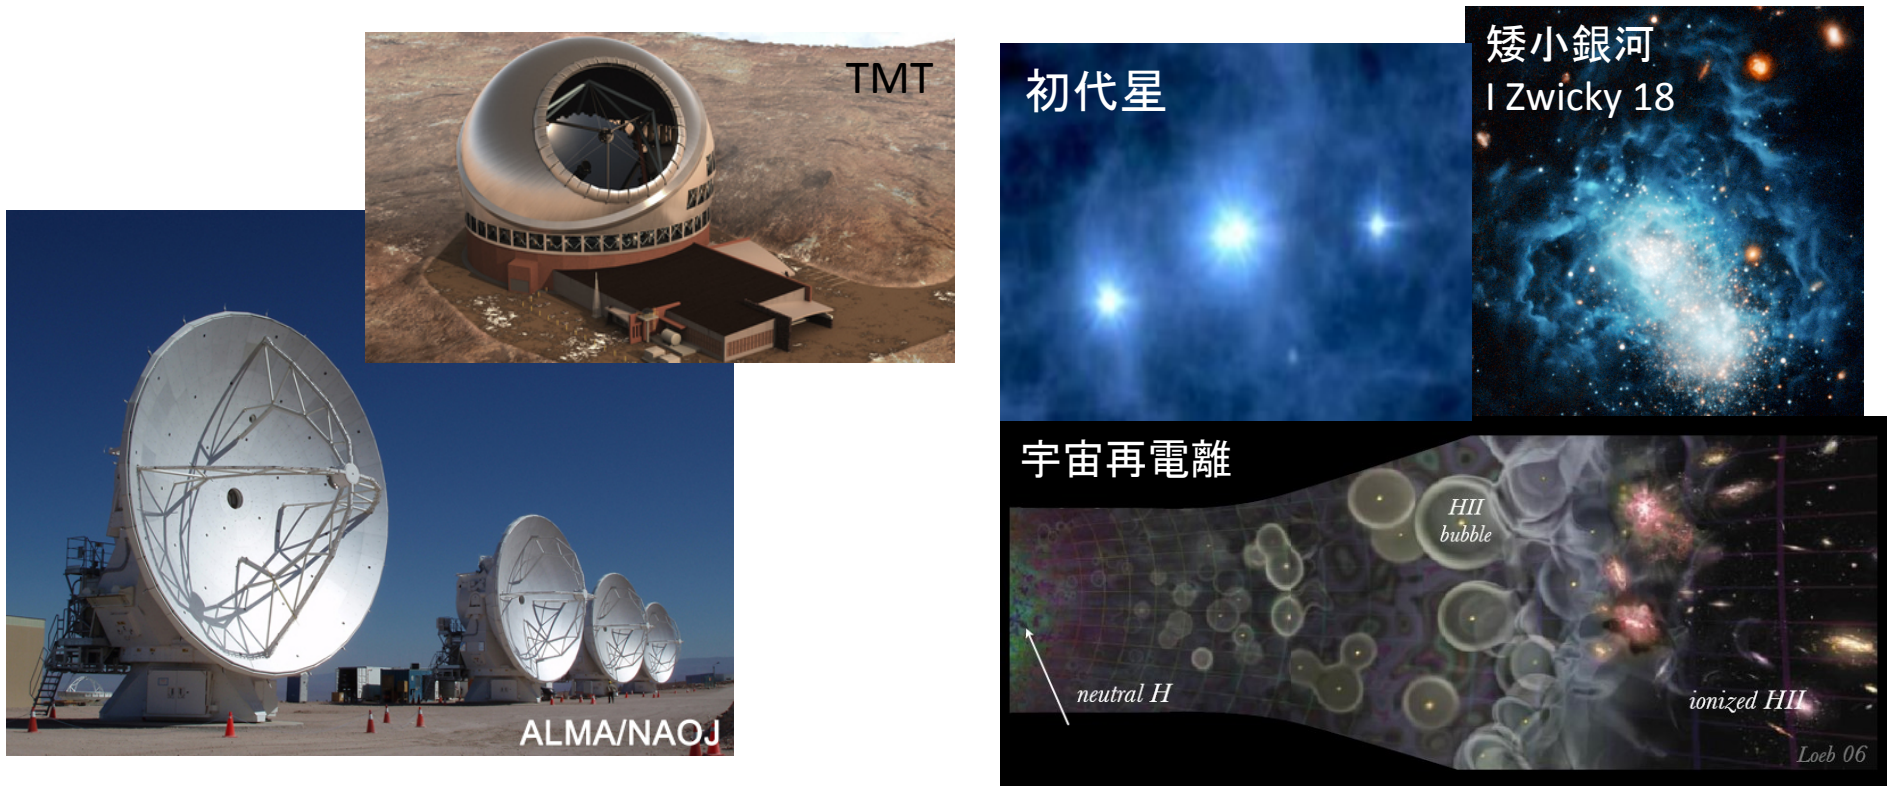 TMT
ALMA/NAOJ
初代星
矮小銀河
I Zwicky 18
宇宙再電離
HII
bubble
neutral H
ionized HII
Loeb 06